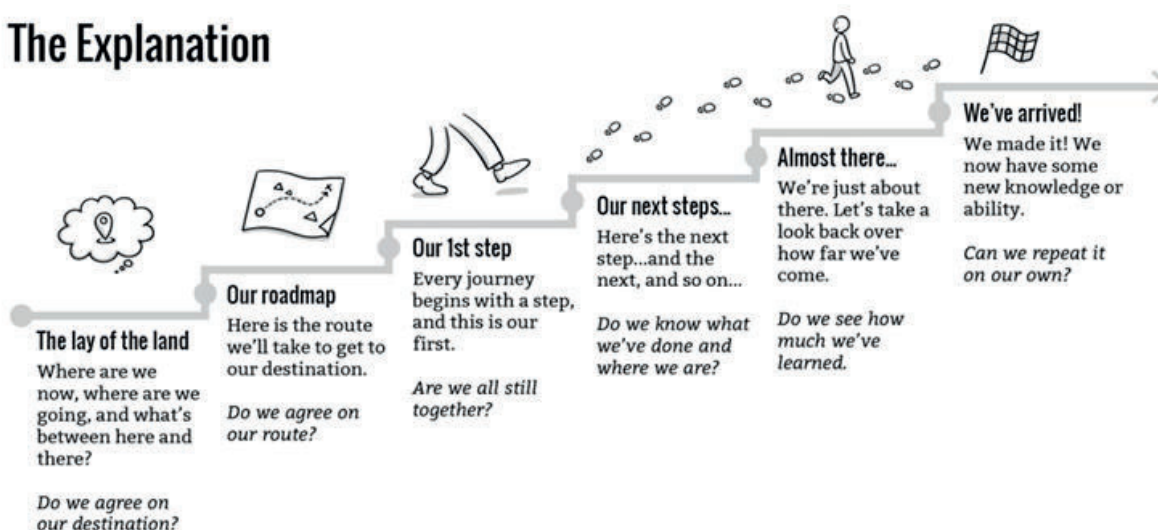 The Explanation
The lay of the land
Where are we
now, where are we
going, and what's
between here and
there?
Do we agree on
our destination?
Our roadmap
Here is the route
we'll take to get to
our destination.
Do we agree on
our route?
Our 1st step
Every journey
begins with a step,
and this is our
first.
Are we all still
together?
Our next steps...
Here's the next
step...and the
next, and so on...
Do we know what
we've done and
where we are?
Almost there...
We're just about
there. Let's take a
look back over
how far we've
come.
Do we see how
much we've
learned.
We've arrived!
We made it! We
now have some
new knowledge or
ability.
Can we repeat it
on our own?